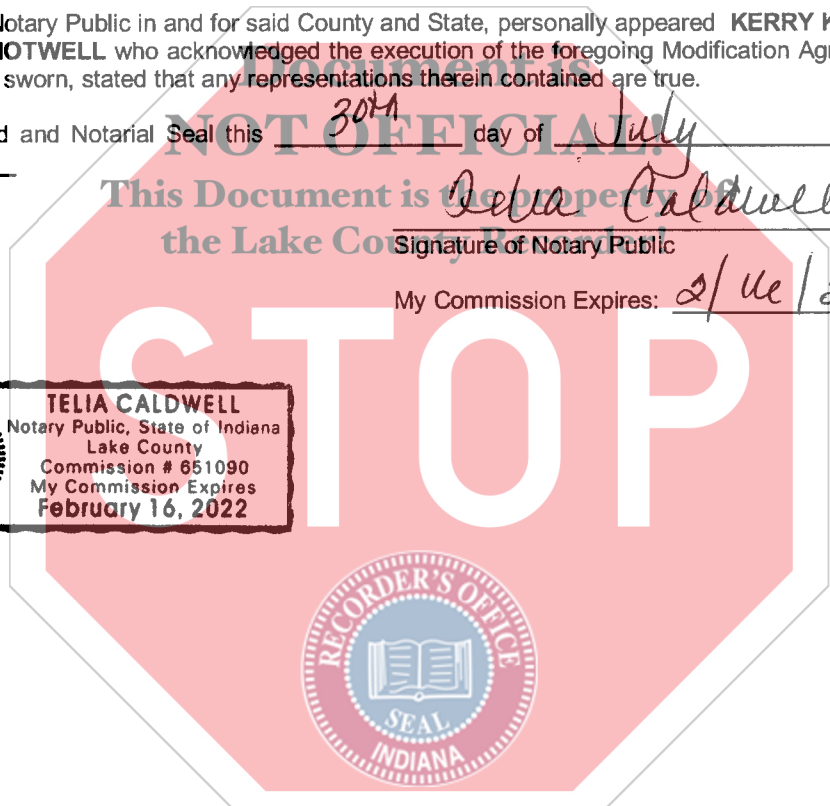 Notary Public in and for said County and State, personally appeared KERRY K
NOTWELL who acknowledged the execution of the foregoing Modification Agr
sworn, stated that any representations therein contained are true.
Document is
and Notarial Seal this 30th day of July
NOT OFFICIAL!
This Document is the property of
Telia Caldwell
the Lake County Recorder!
Signature of Notary Public
My Commission Expires: 2/16/2
STOP
TELIA CALDWELL
Notary Public, State of Indiana
Lake County
Commission # 651090
My Commission Expires
February 16, 2022
RECORDER'S OFFICE
SEAL
INDIANA